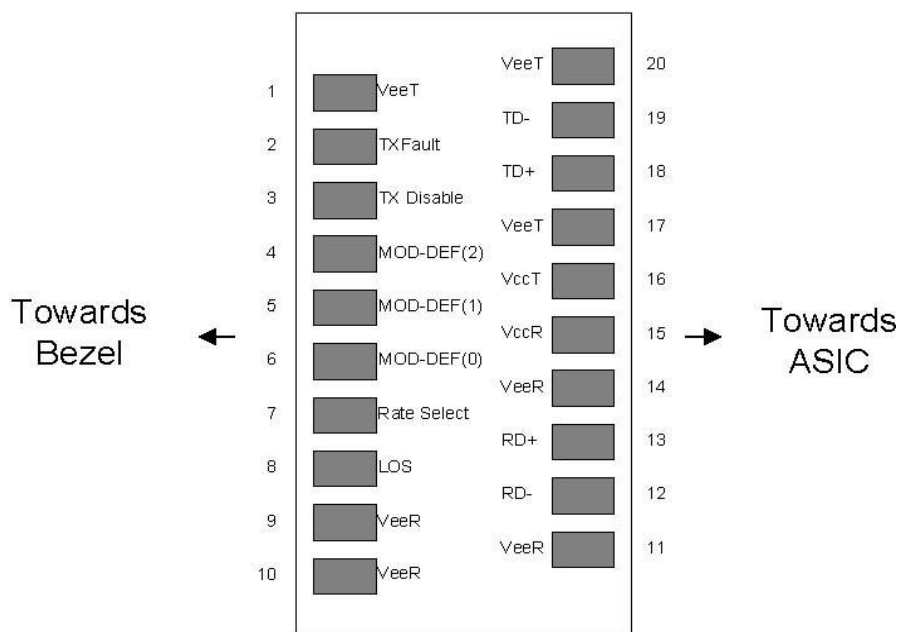 VeeT 20
1 VeeT
TD- 19
2 TXFault
TD+ 18
3 TX Disable
VeeT 17
4 MOD-DEF(2)
VccT 16
5 MOD-DEF(1)
VccR 15
6 MOD-DEF(0)
VeeR 14
7 Rate Select
RD+ 13
8 LOS
RD- 12
9 VeeR
VeeR 11
10 VeeR
Towards
Bezel
Towards
ASIC